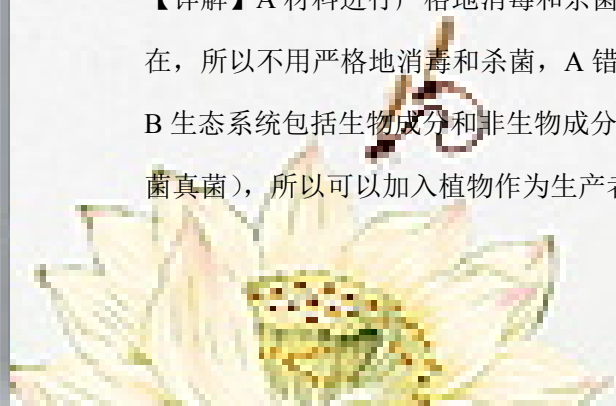 【详解】A 材料进行严格地消毒和杀菌
在，所以不用严格地消毒和杀菌，A 错
B 生态系统包括生物成分和非生物成分
菌真菌），所以可以加入植物作为生产者